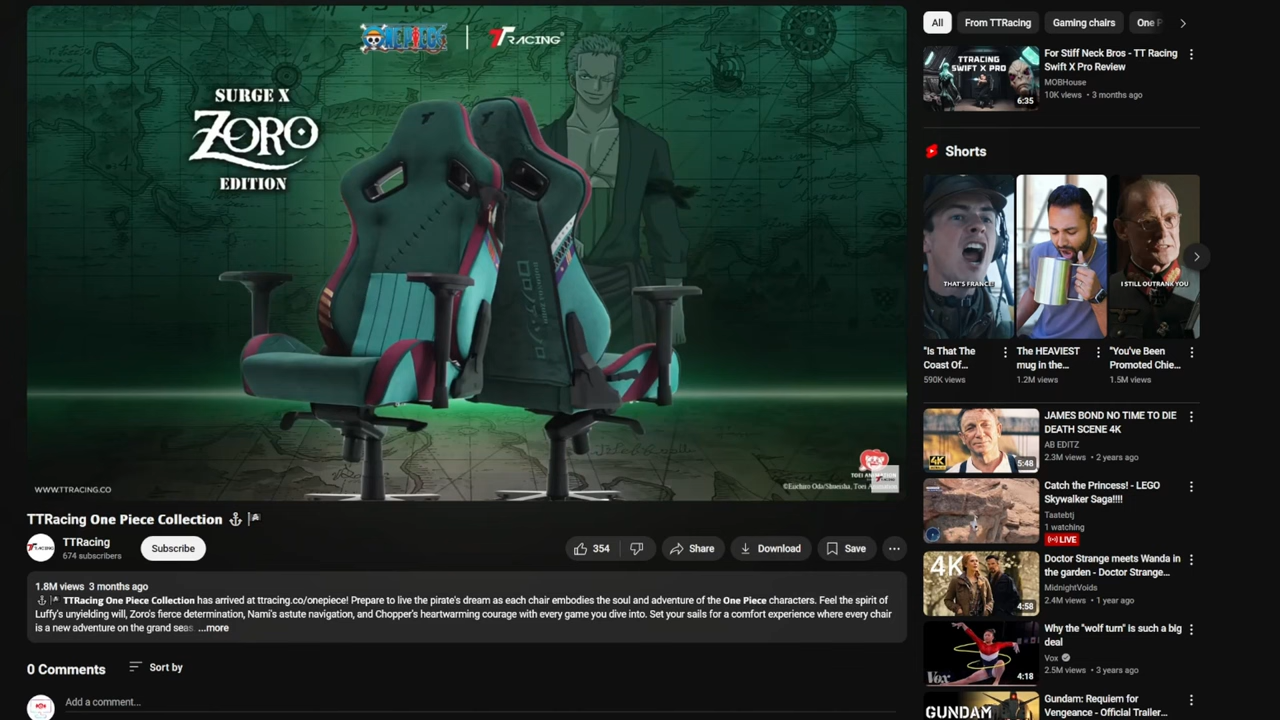 ONE PIECE
TTRACING
SURGE X
ZORO
EDITION
WWW.TTRACING.CO
©Eiichiro Oda/Shueisha, Toei Animation
TTRacing One Piece Collection
TTRacing
674 subscribers
Subscribe
354
Share
Download
Save
1.8M views 3 months ago
TTRacing One Piece Collection has arrived at ttracing.co/onepiece! Prepare to live the pirate's dream as each chair embodies the soul and adventure of the One Piece characters. Feel the spirit of
Luffy's unyielding will, Zoro's fierce determination, Nami's astute navigation, and Chopper's heartwarming courage with every game you dive into. Set your sails for a comfort experience where every chair
is a new adventure on the grand seas. ...more
0 Comments
Sort by
Add a comment...
All
From TTRacing
Gaming chairs
One P
TTRACING
SWIFT X PRO
6:35
For Stiff Neck Bros - TT Racing
Swift X Pro Review
MOBHouse
10K views • 3 months ago
Shorts
THAT'S FRANCE!
I STILL OUTRANK YOU
"Is That The
Coast Of...
590K views
The HEAVIEST
mug in the...
1.2M views
"You've Been
Promoted Chie...
1.5M views
4K
5:48
JAMES BOND NO TIME TO DIE
DEATH SCENE 4K
AB EDITZ
2.3M views • 2 years ago
Catch the Princess! - LEGO
Skywalker Saga!!!!
Taatebtj
1 watching
LIVE
4K
4:58
Doctor Strange meets Wanda in
the garden - Doctor Strange...
MidnightVoids
2.4M views • 1 year ago
Vox
4:18
Why the "wolf turn" is such a big
deal
Vox
2.5M views • 3 years ago
GUNDAM
Gundam: Requiem for
Vengeance - Official Trailer...